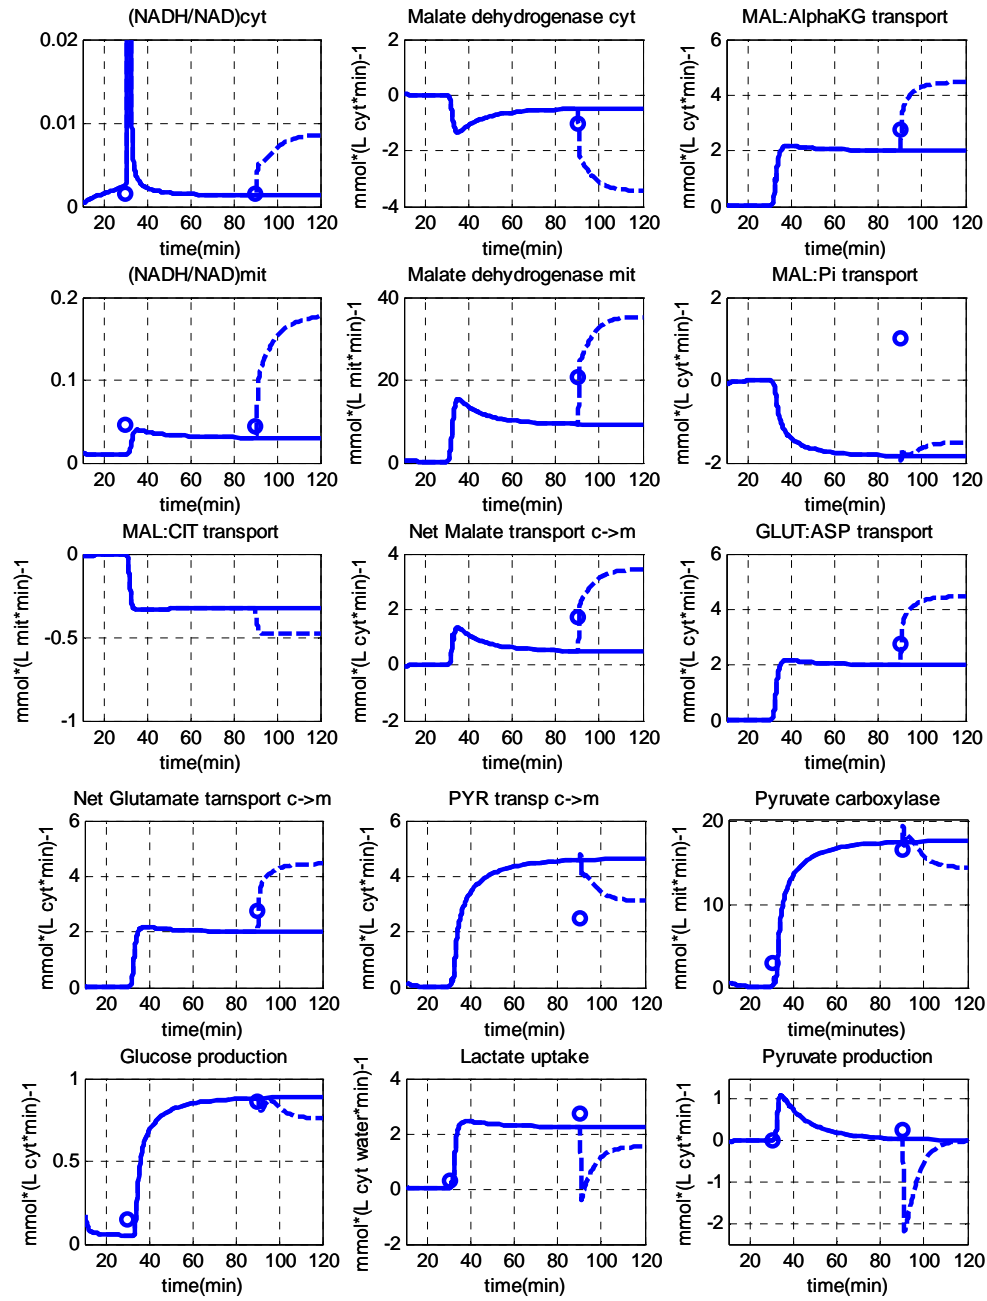 (NADH/NAD)cyt
Malate dehydrogenase cyt
MAL:AlphaKG transport
0.02
0.01
0
20 40 60 80 100 120
time(min)
mmol*(L cyt*min)-1
2
0
-2
-4
20 40 60 80 100 120
time(min)
mmol*(L cyt*min)-1
6
4
2
0
20 40 60 80 100 120
time(min)
(NADH/NAD)mit
Malate dehydrogenase mit
MAL:Pi transport
0.2
0.1
0
20 40 60 80 100 120
time(min)
mmol*(L mit*min)-1
40
20
0
20 40 60 80 100 120
time(min)
mmol*(L cyt*min)-1
2
0
-2
20 40 60 80 100 120
time(min)
MAL:CIT transport
Net Malate transport c->m
GLUT:ASP transport
mmol*(L mit*min)-1
0
-0.5
-1
20 40 60 80 100 120
time(min)
mmol*(L cyt*min)-1
4
2
0
-2
20 40 60 80 100 120
time(min)
mmol*(L cyt*min)-1
6
4
2
0
20 40 60 80 100 120
time(min)
Net Glutamate tarnsport c->m
PYR transp c->m
Pyruvate carboxylase
mmol*(L cyt*min)-1
6
4
2
0
20 40 60 80 100 120
time(min)
mmol*(L cyt*min)-1
6
4
2
0
20 40 60 80 100 120
time(min)
mmol*(L mit*min)-1
20
10
0
20 40 60 80 100 120
time(minutes)
Glucose production
Lactate uptake
Pyruvate production
mmol*(L cyt*min)-1
1
0.5
0
20 40 60 80 100 120
time(min)
mmol*(L cyt water*min)-1
4
2
0
-2
20 40 60 80 100 120
time(min)
mmol*(L cyt*min)-1
1
0
-1
-2
20 40 60 80 100 120
time(min)